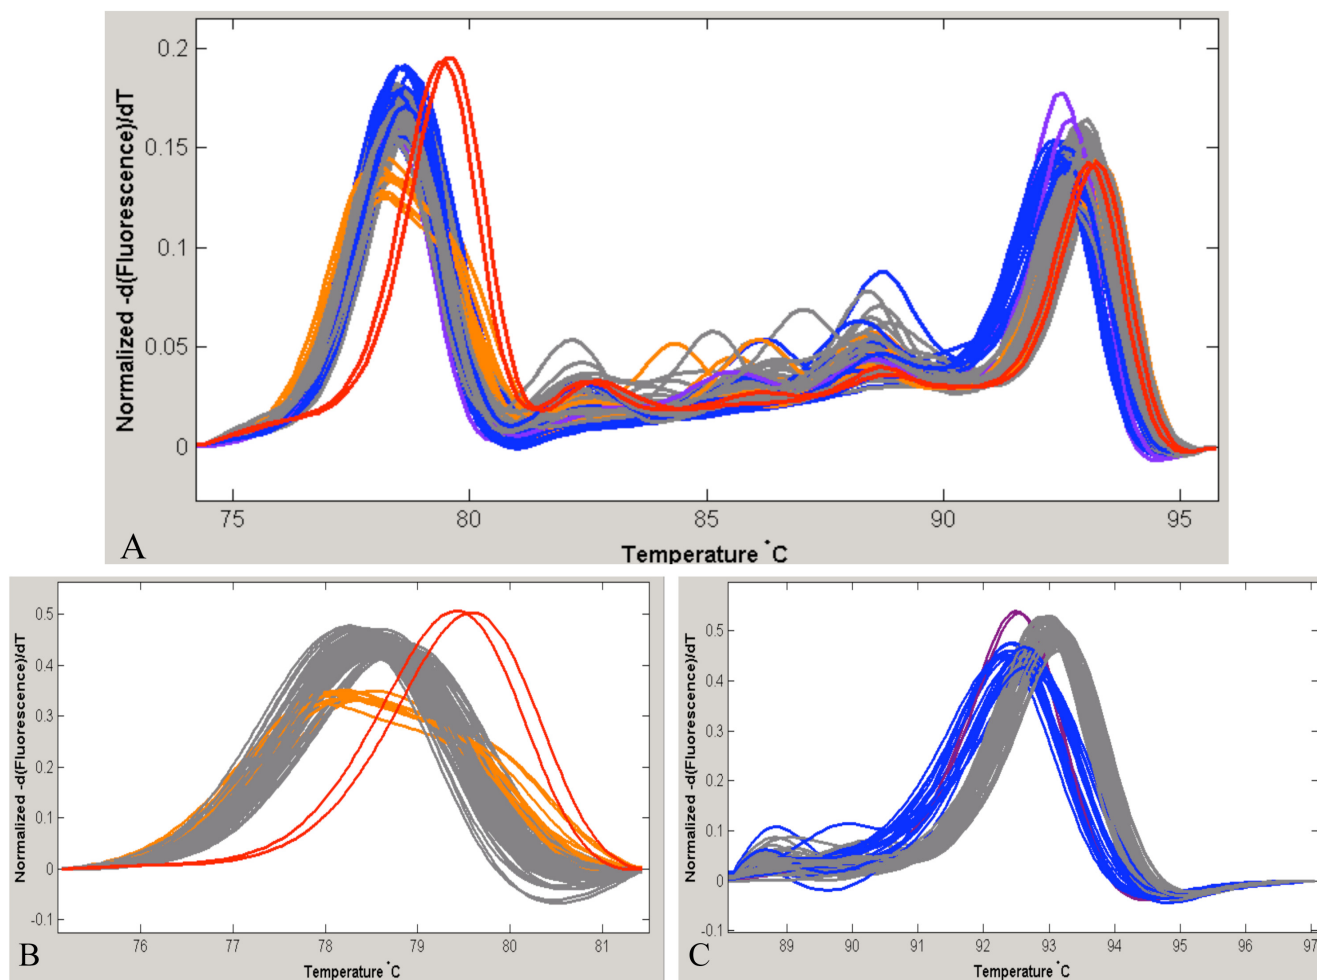 Normalized -d(Fluorescence)/dT
0.2
0.15
0.1
0.05
0
75 80 85 90 95
A
Temperature °C
Normalized -d(Fluorescence)/dT
0.5
0.4
0.3
0.2
0.1
0
-0.1
76 77 78 79 80 81
B
Temperature °C
Normalized -d(Fluorescence)/dT
0.5
0.4
0.3
0.2
0.1
0
-0.1
89 90 91 92 93 94 95 96 97
C
Temperature °C